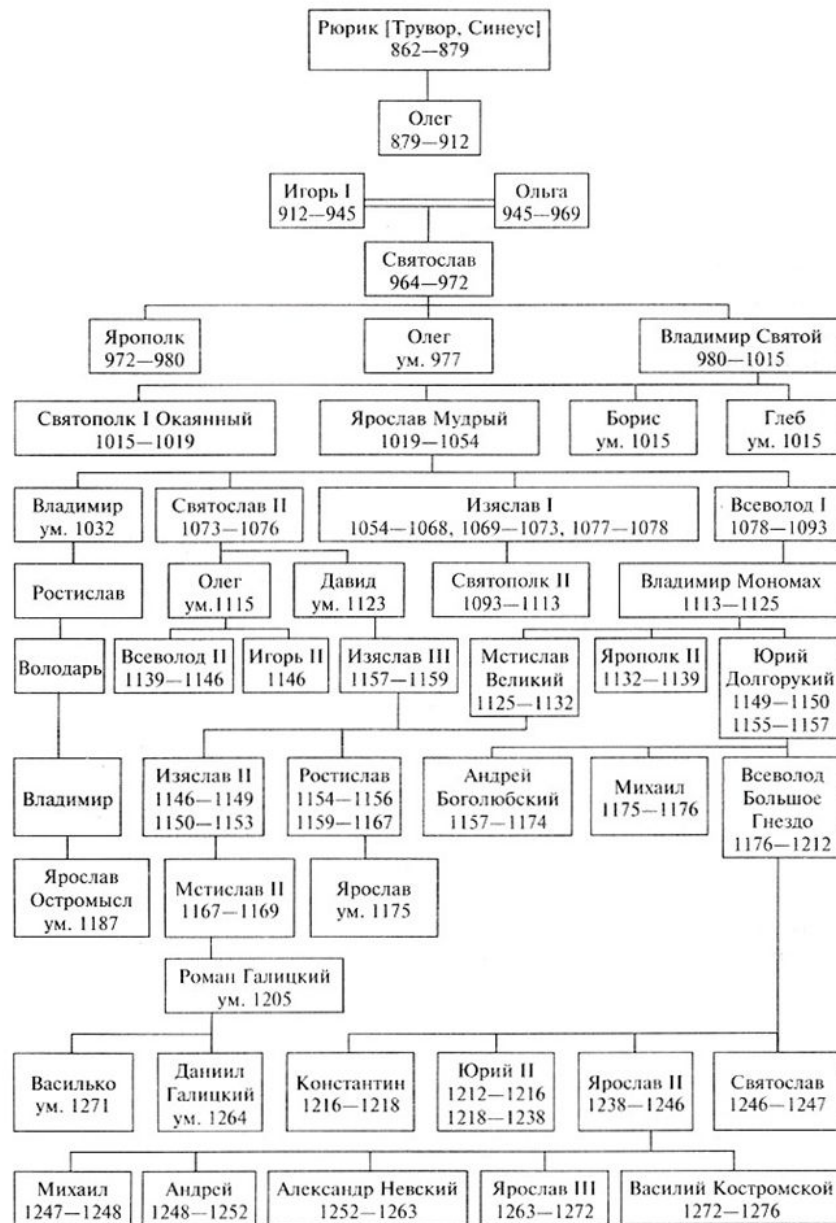 Рюрик [Трувор, Синеус]
862—879
Олег
879—912
Игорь I
912—945
Ольга
945—969
Святослав
964—972
Ярополк
972—980
Олег
ум. 977
Владимир Святой
980—1015
Святополк I Окаянный
1015—1019
Ярослав Мудрый
1019—1054
Борис
ум. 1015
Глеб
ум. 1015
Владимир
ум. 1032
Святослав II
1073—1076
Изяслав I
1054—1068, 1069—1073, 1077—1078
Всеволод I
1078—1093
Ростислав
Олег
ум.1115
Давид
ум. 1123
Святополк II
1093—1113
Владимир Мономах
1113—1125
Володарь
Всеволод II
1139—1146
Игорь II
1146
Изяслав III
1157—1159
Мстислав
Великий
1125—1132
Ярополк II
1132—1139
Юрий
Долгорукий
1149—1150
1155—1157
Владимир
Изяслав II
1146—1149
1150—1153
Ростислав
1154—1156
1159—1167
Андрей
Боголюбский
1157—1174
Михаил
1175—1176
Всеволод
Большое
Гнездо
1176—1212
Ярослав
Остромысл
ум. 1187
Мстислав II
1167—1169
Ярослав
ум. 1175
Роман Галицкий
ум. 1205
Василько
ум. 1271
Даниил
Галицкий
ум. 1264
Константин
1216—1218
Юрий II
1212—1216
1218—1238
Ярослав II
1238—1246
Святослав
1246—1247
Михаил
1247—1248
Андрей
1248—1252
Александр Невский
1252—1263
Ярослав III
1263—1272
Василий Костромской
1272—1276